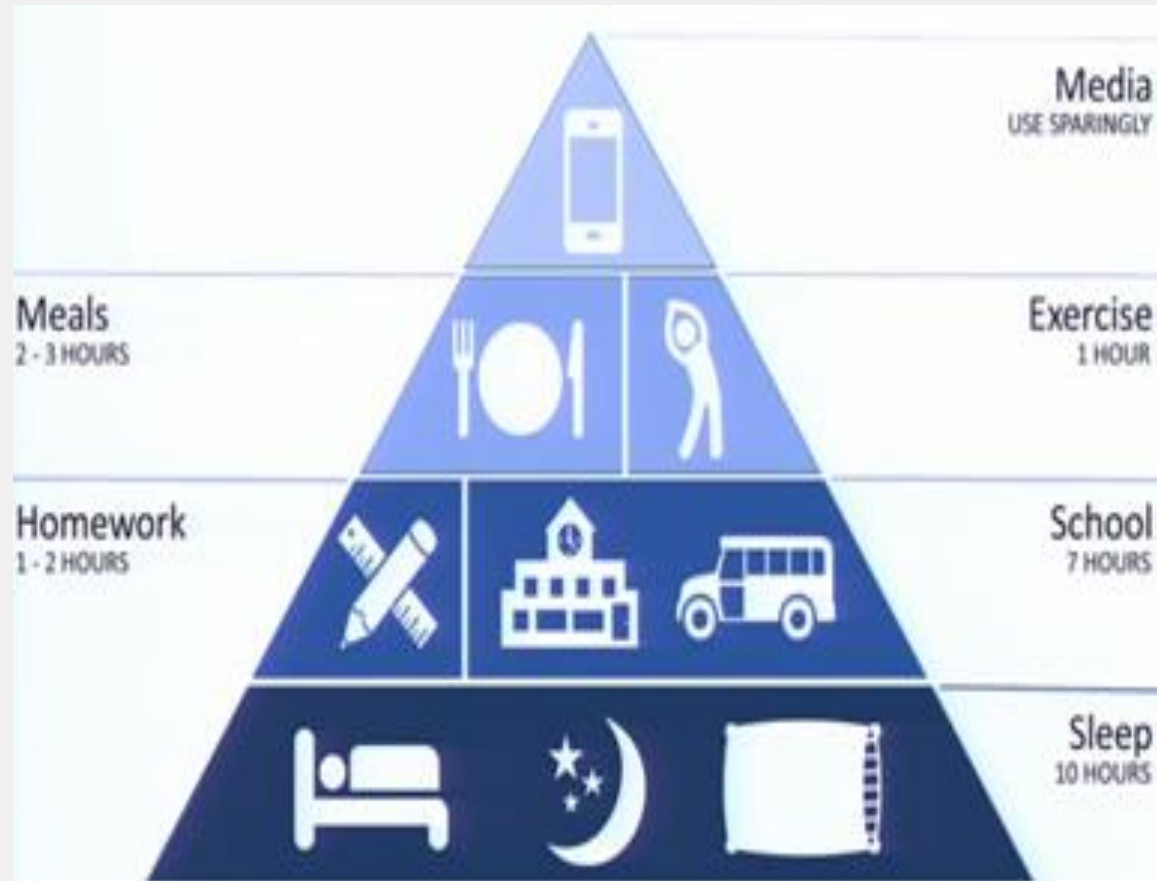 Media
USE SPARINGLY
Meals
2 - 3 HOURS
Exercise
1 HOUR
Homework
1 - 2 HOURS
School
7 HOURS
Sleep
10 HOURS